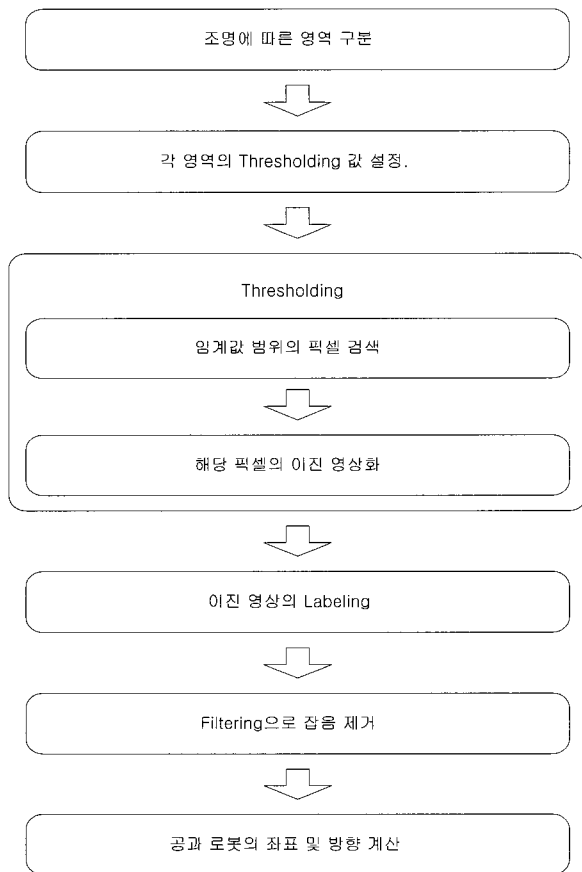 조명에 따른 영역 구분
각 영역의 Thresholding 값 설정.
Thresholding
임계값 범위의 픽셀 검색
해당 픽셀의 이진 영상화
이진 영상의 Labeling
Filtering으로 잡음 제거
공과 로봇의 좌표 및 방향 계산